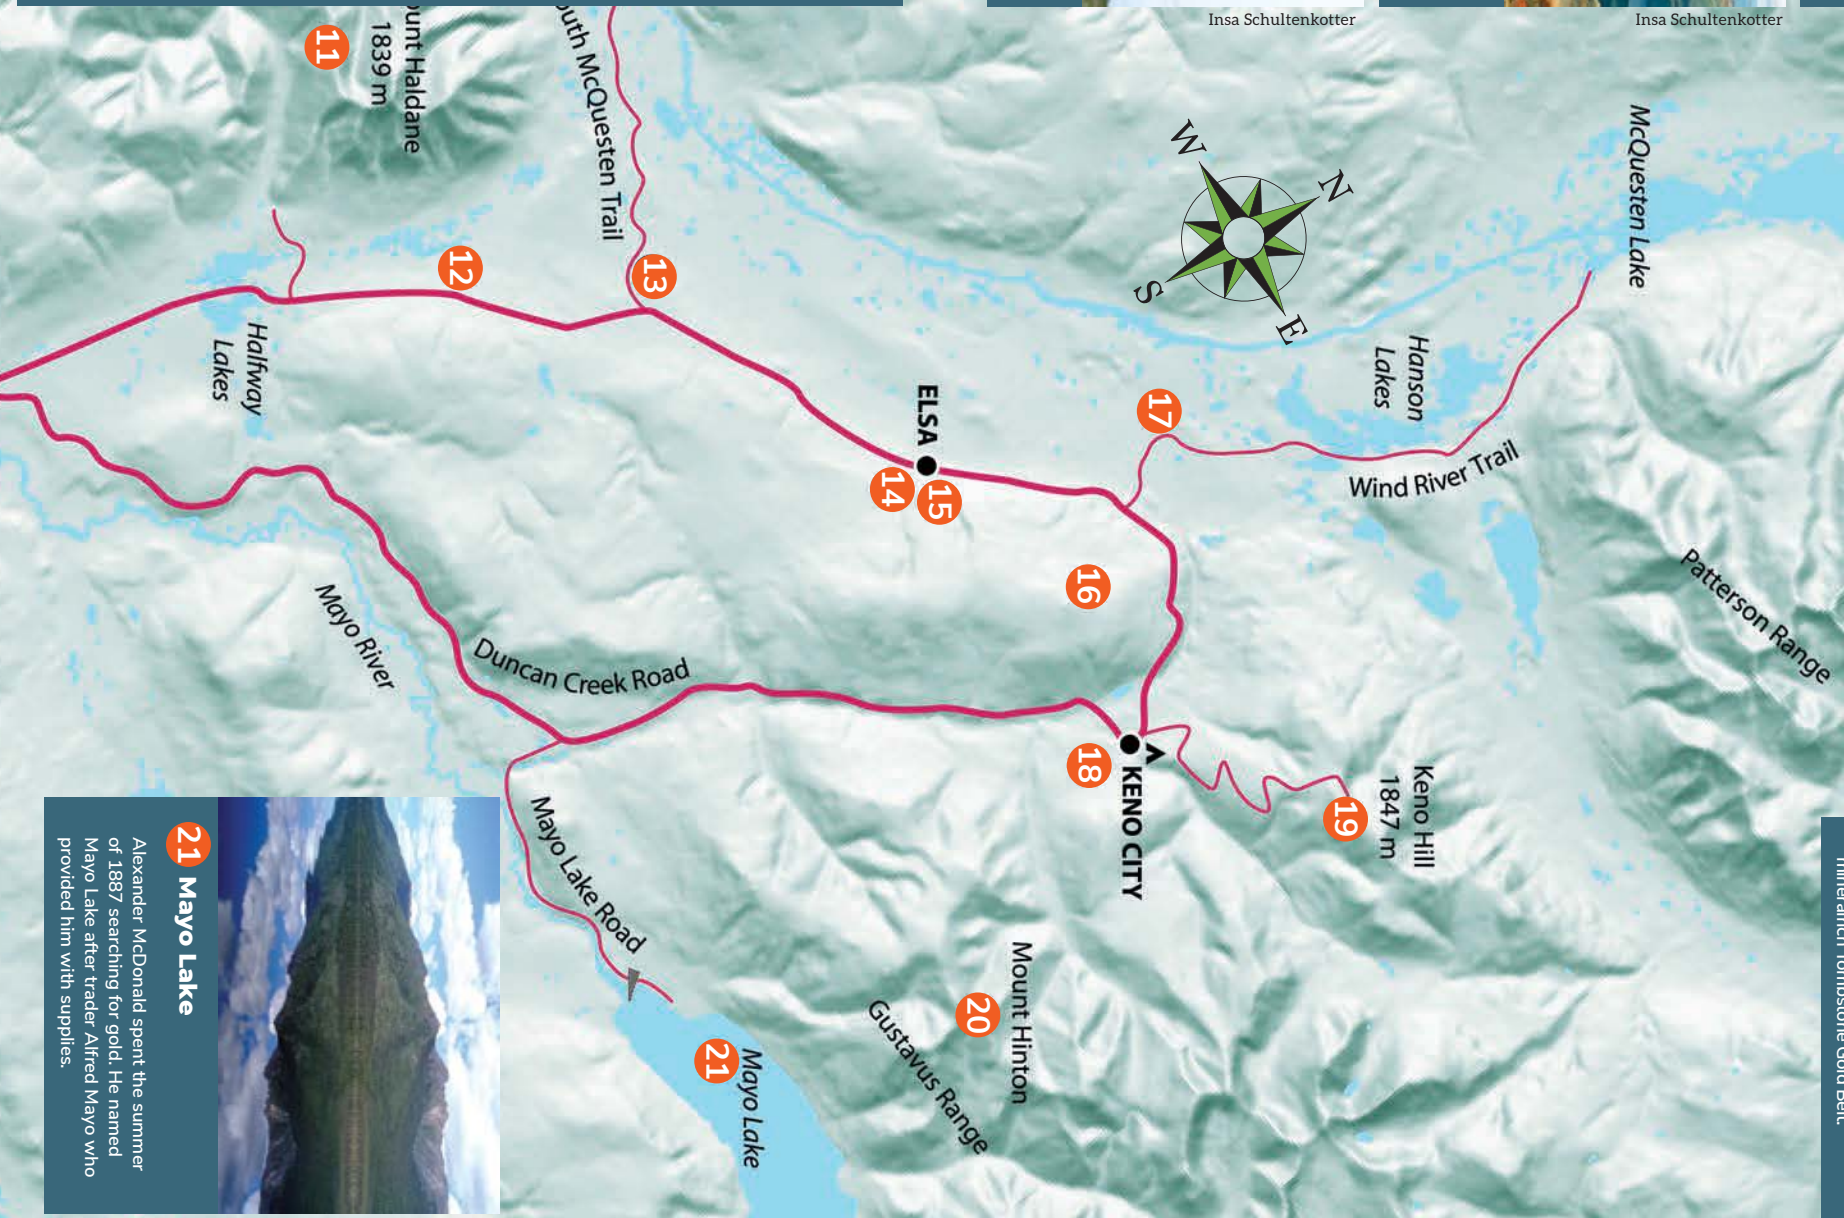 Insa Schultenkotter
Insa Schultenkotter
11
unt Haldane
1839 m
outh McQuesten Trail
McQuesten Lake
N
W
S
E
12
13
Halfway
Lakes
Hanson
Lakes
17
ELSA
14
15
Wind River Trail
16
Patterson Range
Mayo River
Duncan Creek Road
18
KENO CITY
Keno Hill
1847 m
19
Mayo Lake Road
Mount Hinton
20
Gustavus Range
21
Mayo Lake
21 Mayo Lake
Alexander McDonald spent the summer
of 1887 searching for gold. He named
Mayo Lake after trader Alfred Mayo who
provided him with supplies.
Tombstone Gold Belt.